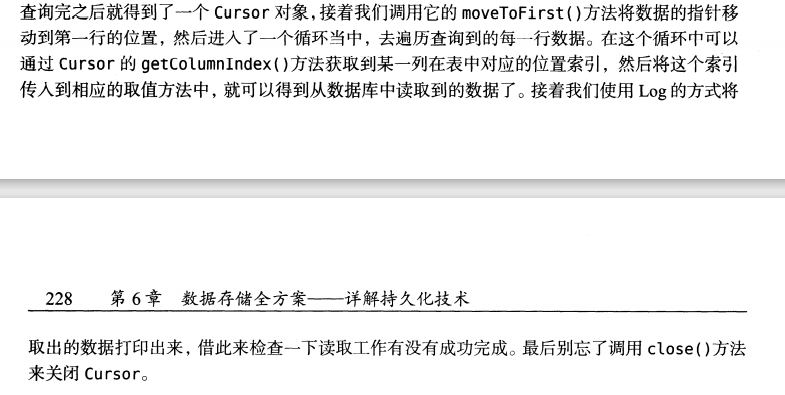 查询完之后就得到了一个 Cursor 对象，接着我们调用它的 moveToFirst()方法将数据的指针移
动到第一行的位置，然后进入了一个循环当中，去遍历查询到的每一行数据。在这个循环中可以
通过 Cursor 的 getColumnIndex()方法获取到某一列在表中对应的位置索引，然后将这个索引
传入到相应的取值方法中，就可以得到从数据库中读取到的数据了。接着我们使用 Log 的方式将
228 第 6 章 数据存储全方案——详解持久化技术
取出的数据打印出来，借此来检查一下读取工作有没有成功完成。最后别忘了调用 close()方法
来关闭 Cursor。